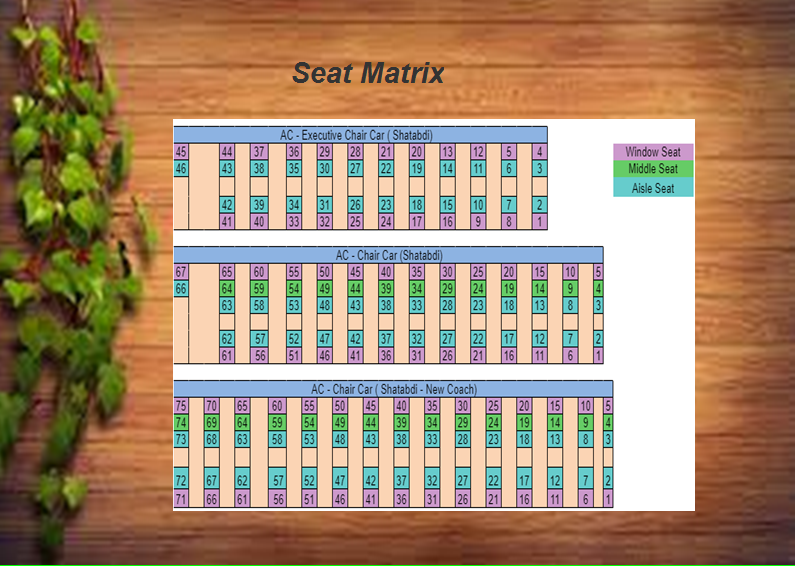 Seat Matrix
AC - Executive Chair Car ( Shatabdi)
45 44 37 36 29 28 21 20 13 12 5 4
46 43 38 35 30 27 22 19 14 11 6 3
42 39 34 31 26 23 18 15 10 7 2
41 40 33 32 25 24 17 16 9 8 1
Window Seat
Middle Seat
Aisle Seat
AC - Chair Car (Shatabdi)
67 65 60 55 50 45 40 35 30 25 20 15 10 5
66 64 59 54 49 44 39 34 29 24 19 14 9 4
63 58 53 48 43 38 33 28 23 18 13 8 3
62 57 52 47 42 37 32 27 22 17 12 7 2
61 56 51 46 41 36 31 26 21 16 11 6 1
AC - Chair Car ( Shatabdi - New Coach)
75 70 65 60 55 50 45 40 35 30 25 20 15 10 5
74 69 64 59 54 49 44 39 34 29 24 19 14 9 4
73 68 63 58 53 48 43 38 33 28 23 18 13 8 3
72 67 62 57 52 47 42 37 32 27 22 17 12 7 2
71 66 61 56 51 46 41 36 31 26 21 16 11 6 1